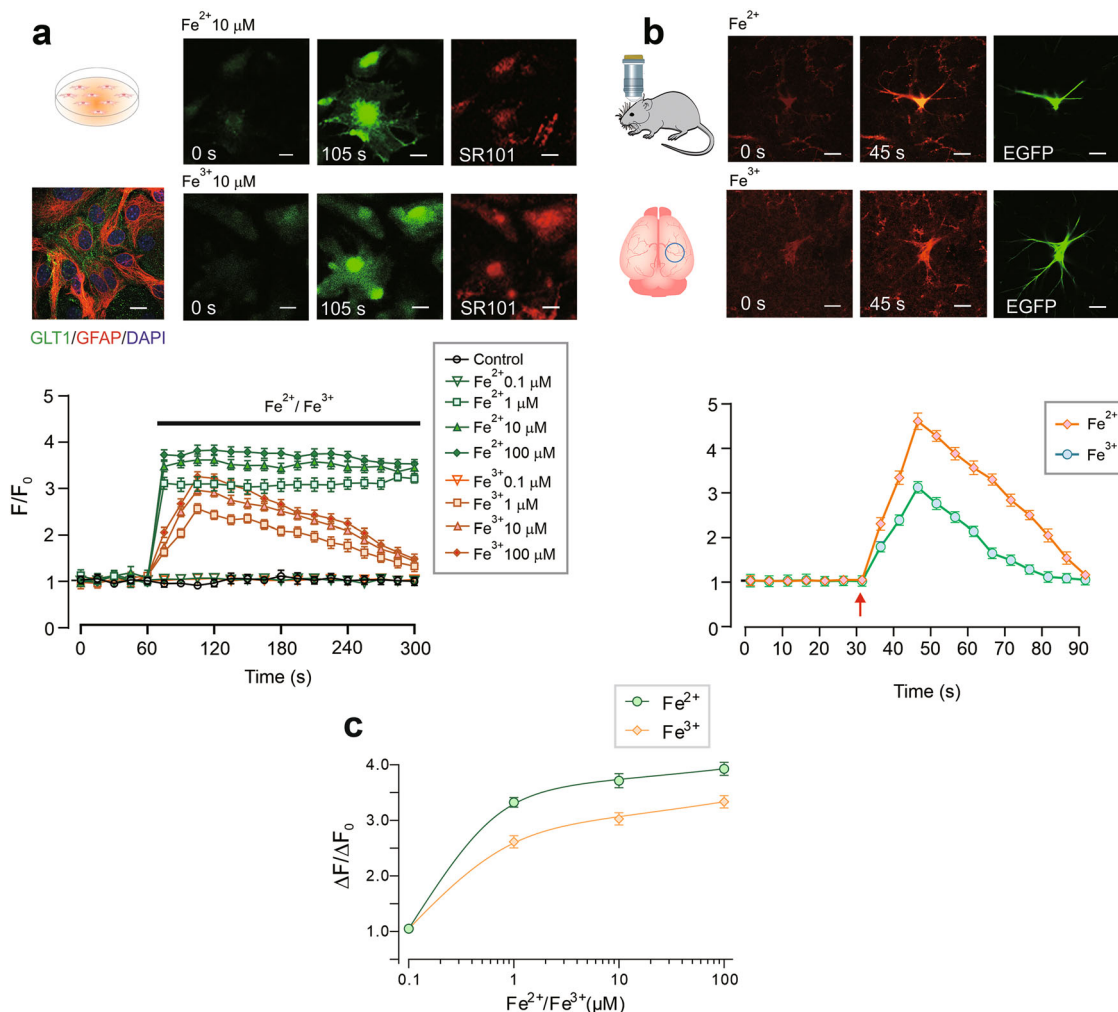 a
Fe2+ 10 µM
0 s
105 s
SR101
Fe3+ 10 µM
0 s
105 s
SR101
GLT1/GFAP/DAPI
Control
Fe2+ 0.1 µM
Fe2+ 1 µM
Fe2+ 10 µM
Fe2+ 100 µM
Fe3+ 0.1 µM
Fe3+ 1 µM
Fe3+ 10 µM
Fe3+ 100 µM
Fe2+/ Fe3+
F/F0
5
4
3
2
1
0
0 60 120 180 240 300
Time (s)
b
Fe2+
0 s
45 s
EGFP
Fe3+
0 s
45 s
EGFP
Fe2+
Fe3+
5
4
3
2
1
0
0 10 20 30 40 50 60 70 80 90
Time (s)
c
Fe2+
Fe3+
ΔF/ΔF0
4.0
3.0
2.0
1.0
0.1 1 10 100
Fe2+/Fe3+(µM)